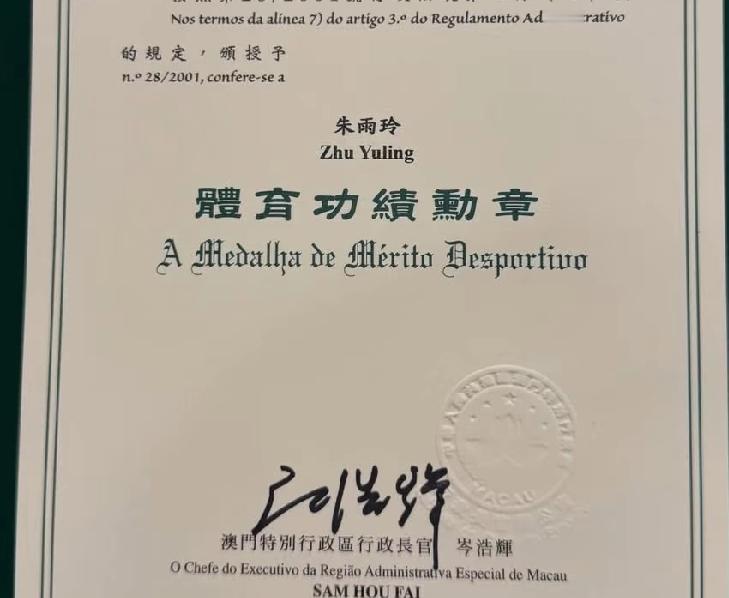 Nos termos da alínea 7) do artigo 3.º do Regulamento Ad rativo
的規定，頒授予
n.º 28/2001, confere-se a
朱雨玲
Zhu Yuling
體育功績勳章
A Medalha de Mérito Desportivo
MACAU
澳門特別行政區行政長官 岑浩輝
O Chefe do Executivo da Região Administrativa Especial de Macau
SAM HOU FAI